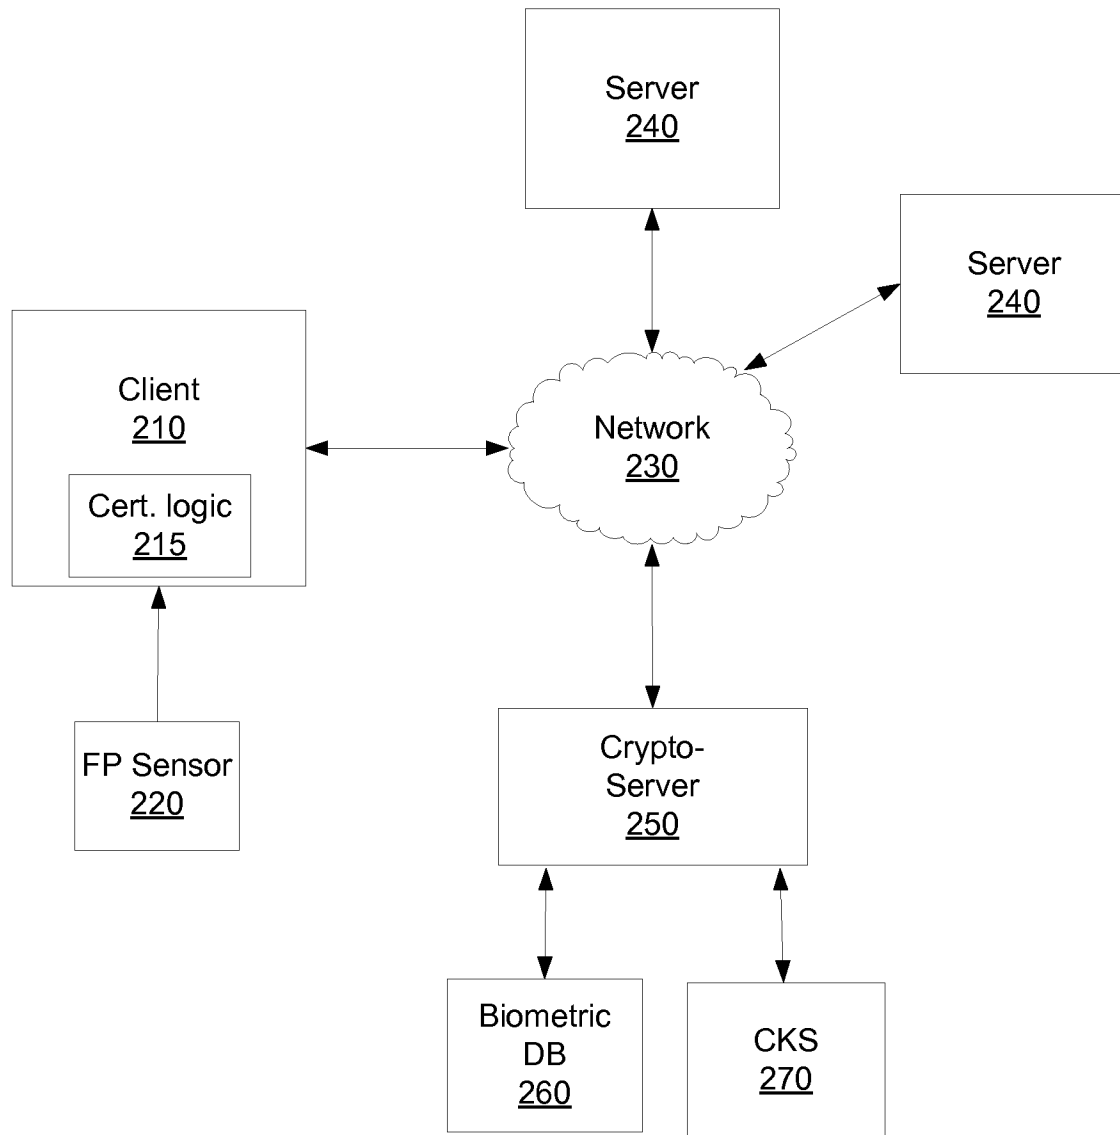 Server
240
Server
240
Client
210
Cert. logic
215
Network
230
FP Sensor
220
Crypto-
Server
250
Biometric
DB
260
CKS
270